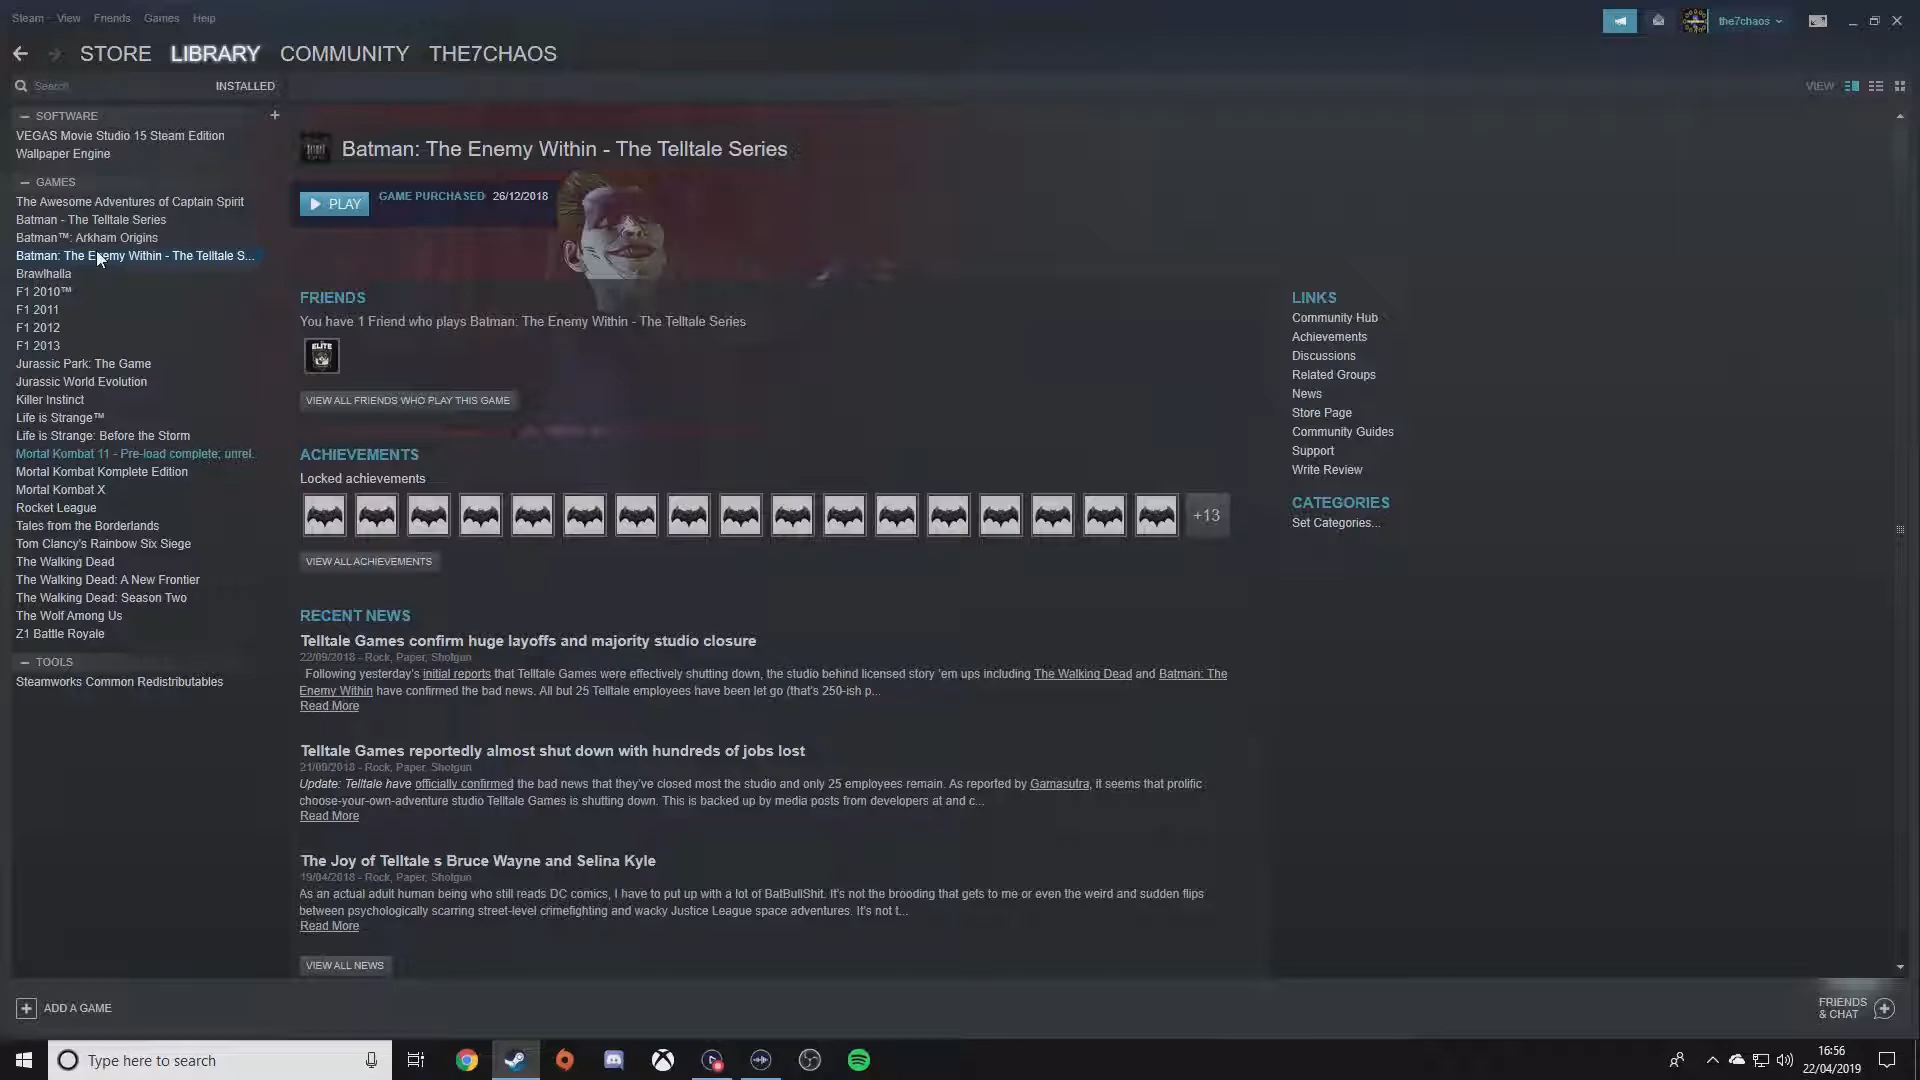 Steam View Friends Games Help
the7chaos
STORE LIBRARY COMMUNITY THE7CHAOS
Search INSTALLED
VIEW
— SOFTWARE +
VEGAS Movie Studio 15 Steam Edition
Wallpaper Engine
— GAMES
The Awesome Adventures of Captain Spirit
Batman - The Telltale Series
Batman™: Arkham Origins
Batman: The Enemy Within - The Telltale S...
Brawlhalla
F1 2010™
F1 2011
F1 2012
F1 2013
Jurassic Park: The Game
Jurassic World Evolution
Killer Instinct
Life is Strange™
Life is Strange: Before the Storm
Mortal Kombat 11 - Pre-load complete; unrel..
Mortal Kombat Komplete Edition
Mortal Kombat X
Rocket League
Tales from the Borderlands
Tom Clancy's Rainbow Six Siege
The Walking Dead
The Walking Dead: A New Frontier
The Walking Dead: Season Two
The Wolf Among Us
Z1 Battle Royale
— TOOLS
Steamworks Common Redistributables
Batman: The Enemy Within - The Telltale Series
PLAY
GAME PURCHASED 26/12/2018
FRIENDS
You have 1 Friend who plays Batman: The Enemy Within - The Telltale Series
ELITE
VIEW ALL FRIENDS WHO PLAY THIS GAME
ACHIEVEMENTS
Locked achievements
+13
VIEW ALL ACHIEVEMENTS
RECENT NEWS
Telltale Games confirm huge layoffs and majority studio closure
22/09/2018 - Rock, Paper, Shotgun
Following yesterday's initial reports that Telltale Games were effectively shutting down, the studio behind licensed story 'em ups including The Walking Dead and Batman: The
Enemy Within have confirmed the bad news. All but 25 Telltale employees have been let go (that's 250-ish p...
Read More
Telltale Games reportedly almost shut down with hundreds of jobs lost
21/09/2018 - Rock, Paper, Shotgun
Update: Telltale have officially confirmed the bad news that they've closed most the studio and only 25 employees remain. As reported by Gamasutra, it seems that prolific
choose-your-own-adventure studio Telltale Games is shutting down. This is backed up by media posts from developers at and c...
Read More
The Joy of Telltale s Bruce Wayne and Selina Kyle
19/04/2018 - Rock, Paper, Shotgun
As an actual adult human being who still reads DC comics, I have to put up with a lot of BatBullShit. It's not the brooding that gets to me or even the weird and sudden flips
between psychologically scarring street-level crimefighting and wacky Justice League space adventures. It's not t...
Read More
VIEW ALL NEWS
LINKS
Community Hub
Achievements
Discussions
Related Groups
News
Store Page
Community Guides
Support
Write Review
CATEGORIES
Set Categories...
+ ADD A GAME
FRIENDS
& CHAT
Type here to search
16:56
22/04/2019